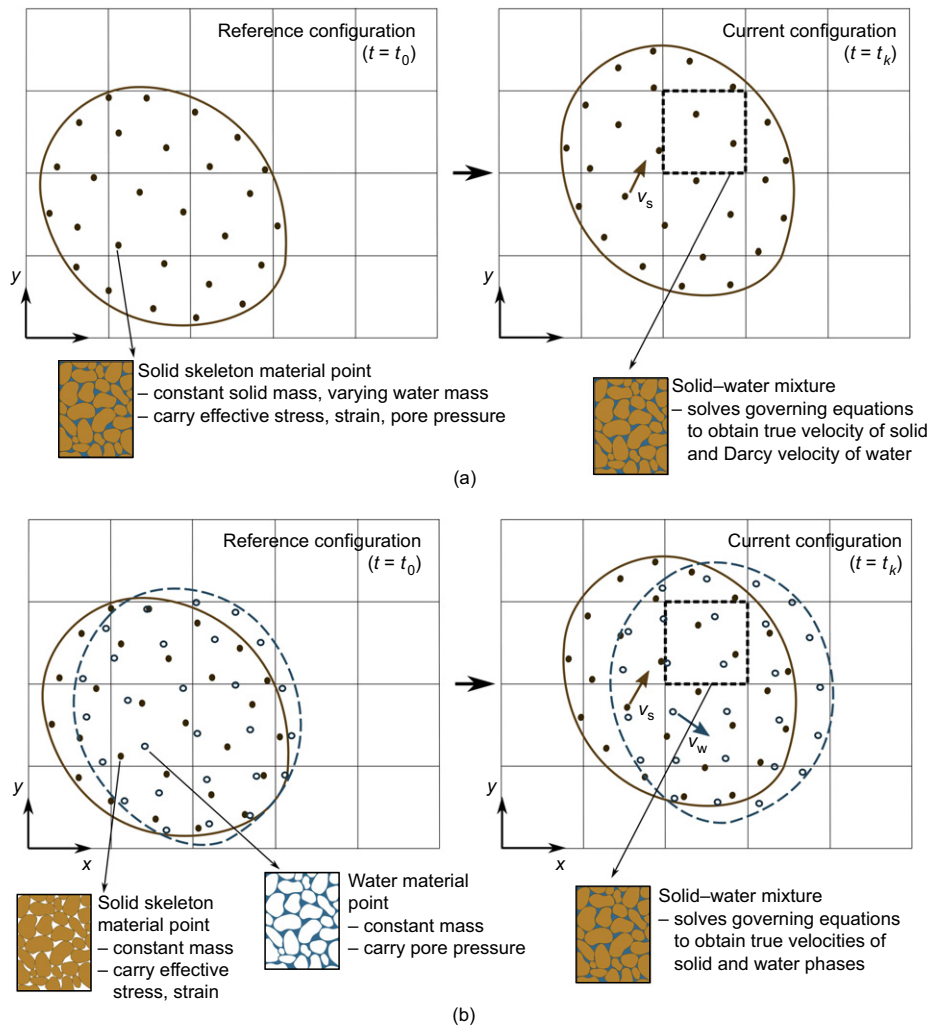 Reference configuration
(t = t0)
Current configuration
(t = tk)
vs
y
y
Solid skeleton material point
– constant solid mass, varying water mass
– carry effective stress, strain, pore pressure
Solid–water mixture
– solves governing equations
to obtain true velocity of solid
and Darcy velocity of water
(a)
Reference configuration
(t = t0)
Current configuration
(t = tk)
vs
vw
y
x
y
x
Solid skeleton
material point
– constant mass
– carry effective
stress, strain
Water material
point
– constant mass
– carry pore pressure
Solid–water mixture
– solves governing equations
to obtain true velocities of
solid and water phases
(b)